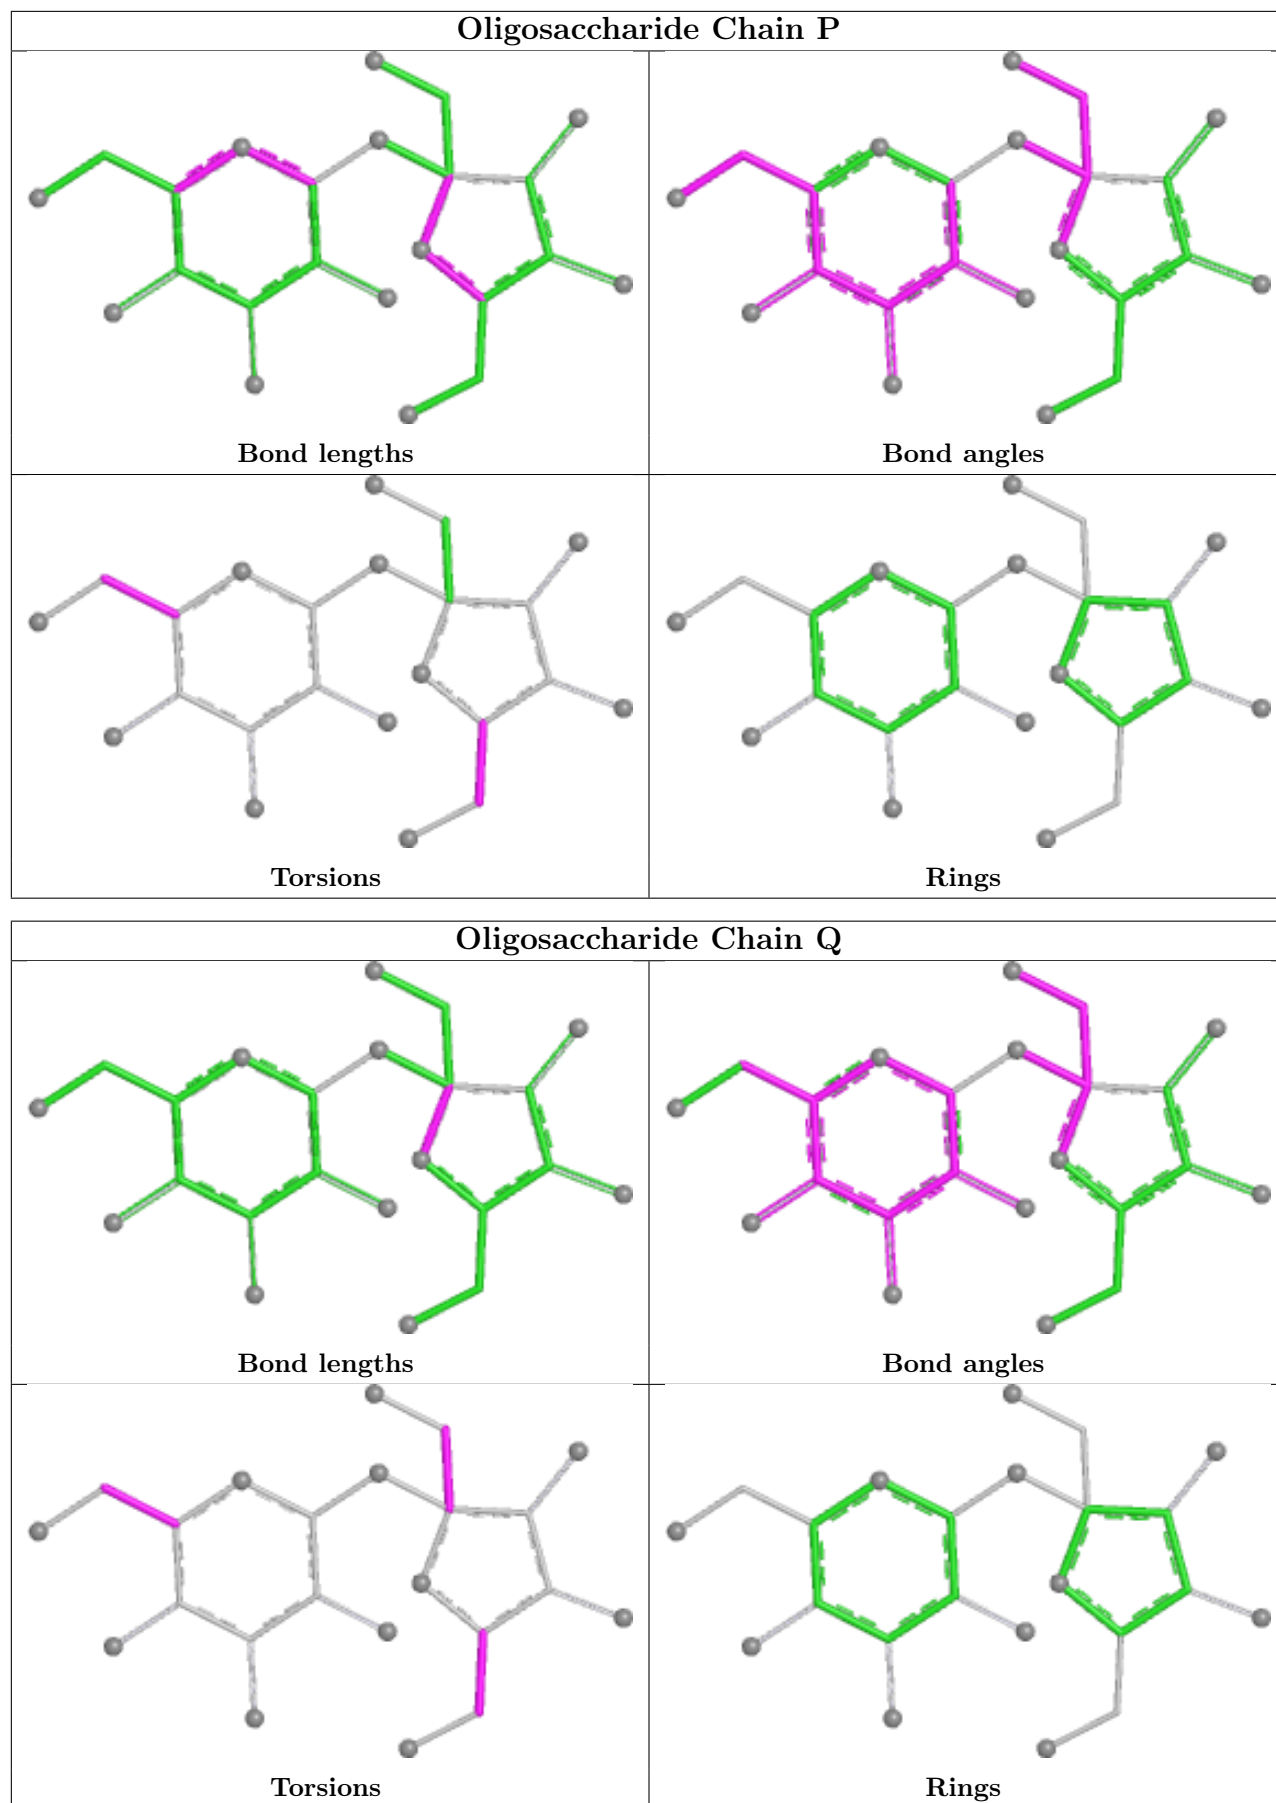 Oligosaccharide Chain P
Bond lengths
Bond angles
Torsions
Rings
Oligosaccharide Chain Q
Bond lengths
Bond angles
Torsions
Rings